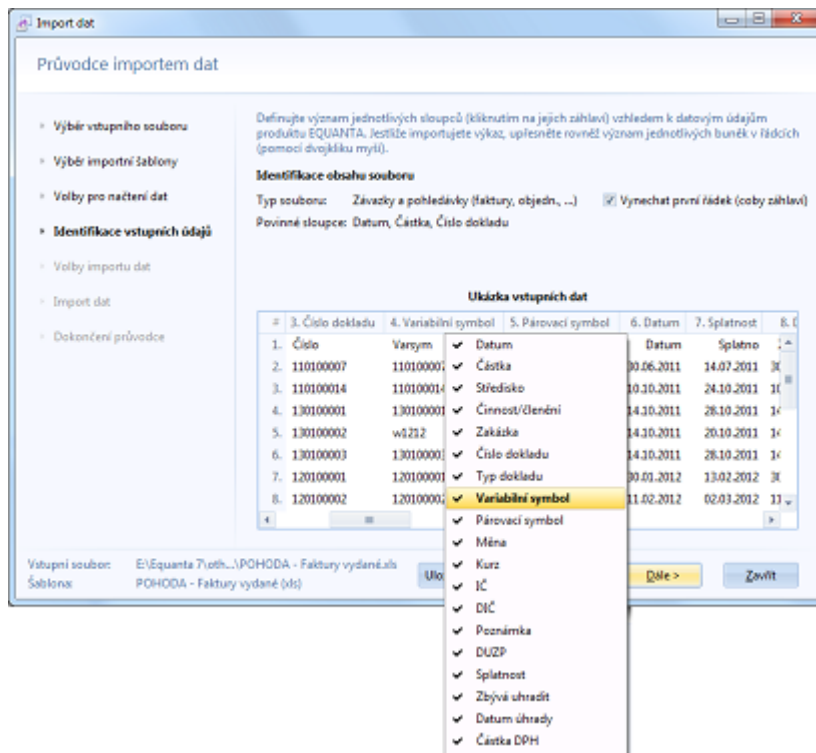 Import dat
Průvodce importem dat
Výběr vstupního souboru
Výběr importní šablony
Volby pro načtení dat
Identifikace vstupních údajů
Volby importu dat
Import dat
Dokončení průvodce
Definujte význam jednotlivých sloupců (kliknutím na jejich záhlaví) vzhledem k datovým údajům
produktu EQUANTA. Jestliže importujete výkaz, upřesněte rovněž význam jednotlivých buněk v řádcích
(pomocí dvojkliku myší).
Identifikace obsahu souboru
Typ souboru: Závazky a pohledávky (faktury, objedn., ...) Vynechat první řádek (coby záhlaví)
Povinné sloupce: Datum, Částka, Číslo dokladu
Ukázka vstupních dat
# 3. Číslo dokladu 4. Variabilní symbol 5. Párovací symbol 6. Datum 7. Splatnost 8.
1. Číslo Varsym Datum Splatno
2. 110100007 11010000 30.06.2011 14.07.2011
3. 110100014 11010001 10.10.2011 24.10.2011
4. 130100001 13010000 14.10.2011 28.10.2011
5. 130100002 w1212 14.10.2011 20.10.2011
6. 130100003 13010000 14.10.2011 28.10.2011
7. 120100001 12010000 30.01.2012 13.02.2012
8. 120100002 12010000 11.02.2012 02.03.2012
Datum
Částka
Středisko
Činnost/členění
Zakázka
Číslo dokladu
Typ dokladu
Variabilní symbol
Párovací symbol
Měna
Kurz
IČ
DIČ
Poznámka
DUZP
Splatnost
Zbývá uhradit
Datum úhrady
Částka DPH
Vstupní soubor: E:\Equanta 7\oth...\POHODA - Faktury vydané.xls
Šablona: POHODA - Faktury vydané (xls)
Ulo
Dále >
Zavřít